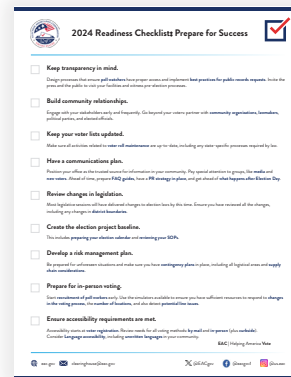 2024 Readiness Checklist: Prepare for Success
Keep transparency in mind.
Design processes that ensure poll watchers have proper access and implement best practices for public records requests. Invite the
press and the public to visit your facilities and witness pre-election processes.
Build community relationships.
Engage with your stakeholders early and frequently. Go beyond your voters: partner with community organizations, lawmakers,
political parties, and elected officials.
Keep your voter lists updated.
Make sure all activities related to voter roll maintenance are up-to-date, including any state-specific processes required by law.
Have a communications plan.
Position your office as the trusted source for information in your community. Pay special attention to groups, like media and
new voters. Ahead of time, prepare FAQ guides, have a PR strategy in place, and get ahead of what happens after Election Day.
Review changes in legislation.
Most legislative sessions will have delivered changes to election laws by this time. Ensure you have reviewed all the changes,
including any changes in district boundaries.
Create the election project baseline.
This includes preparing your election calendar and reviewing your SOPs.
Develop a risk management plan.
Be prepared for unforeseen situations and make sure you have contingency plans in place, including all logistical areas and supply
chain considerations.
Prepare for in-person voting.
Start recruitment of poll workers early. Use the simulators available to ensure you have sufficient resources to respond to changes
in the voting process, the number of locations, and also detect potential line issues.
Ensure accessibility requirements are met.
Accessibility starts at voter registration. Review needs for all voting methods: by mail and in-person (plus curbside).
Consider Language accessibility, including unwritten languages in your community.
EAC | Helping America Vote
eac.gov clearinghouse@eac.gov @EACgov @eacgov1 @us.eac